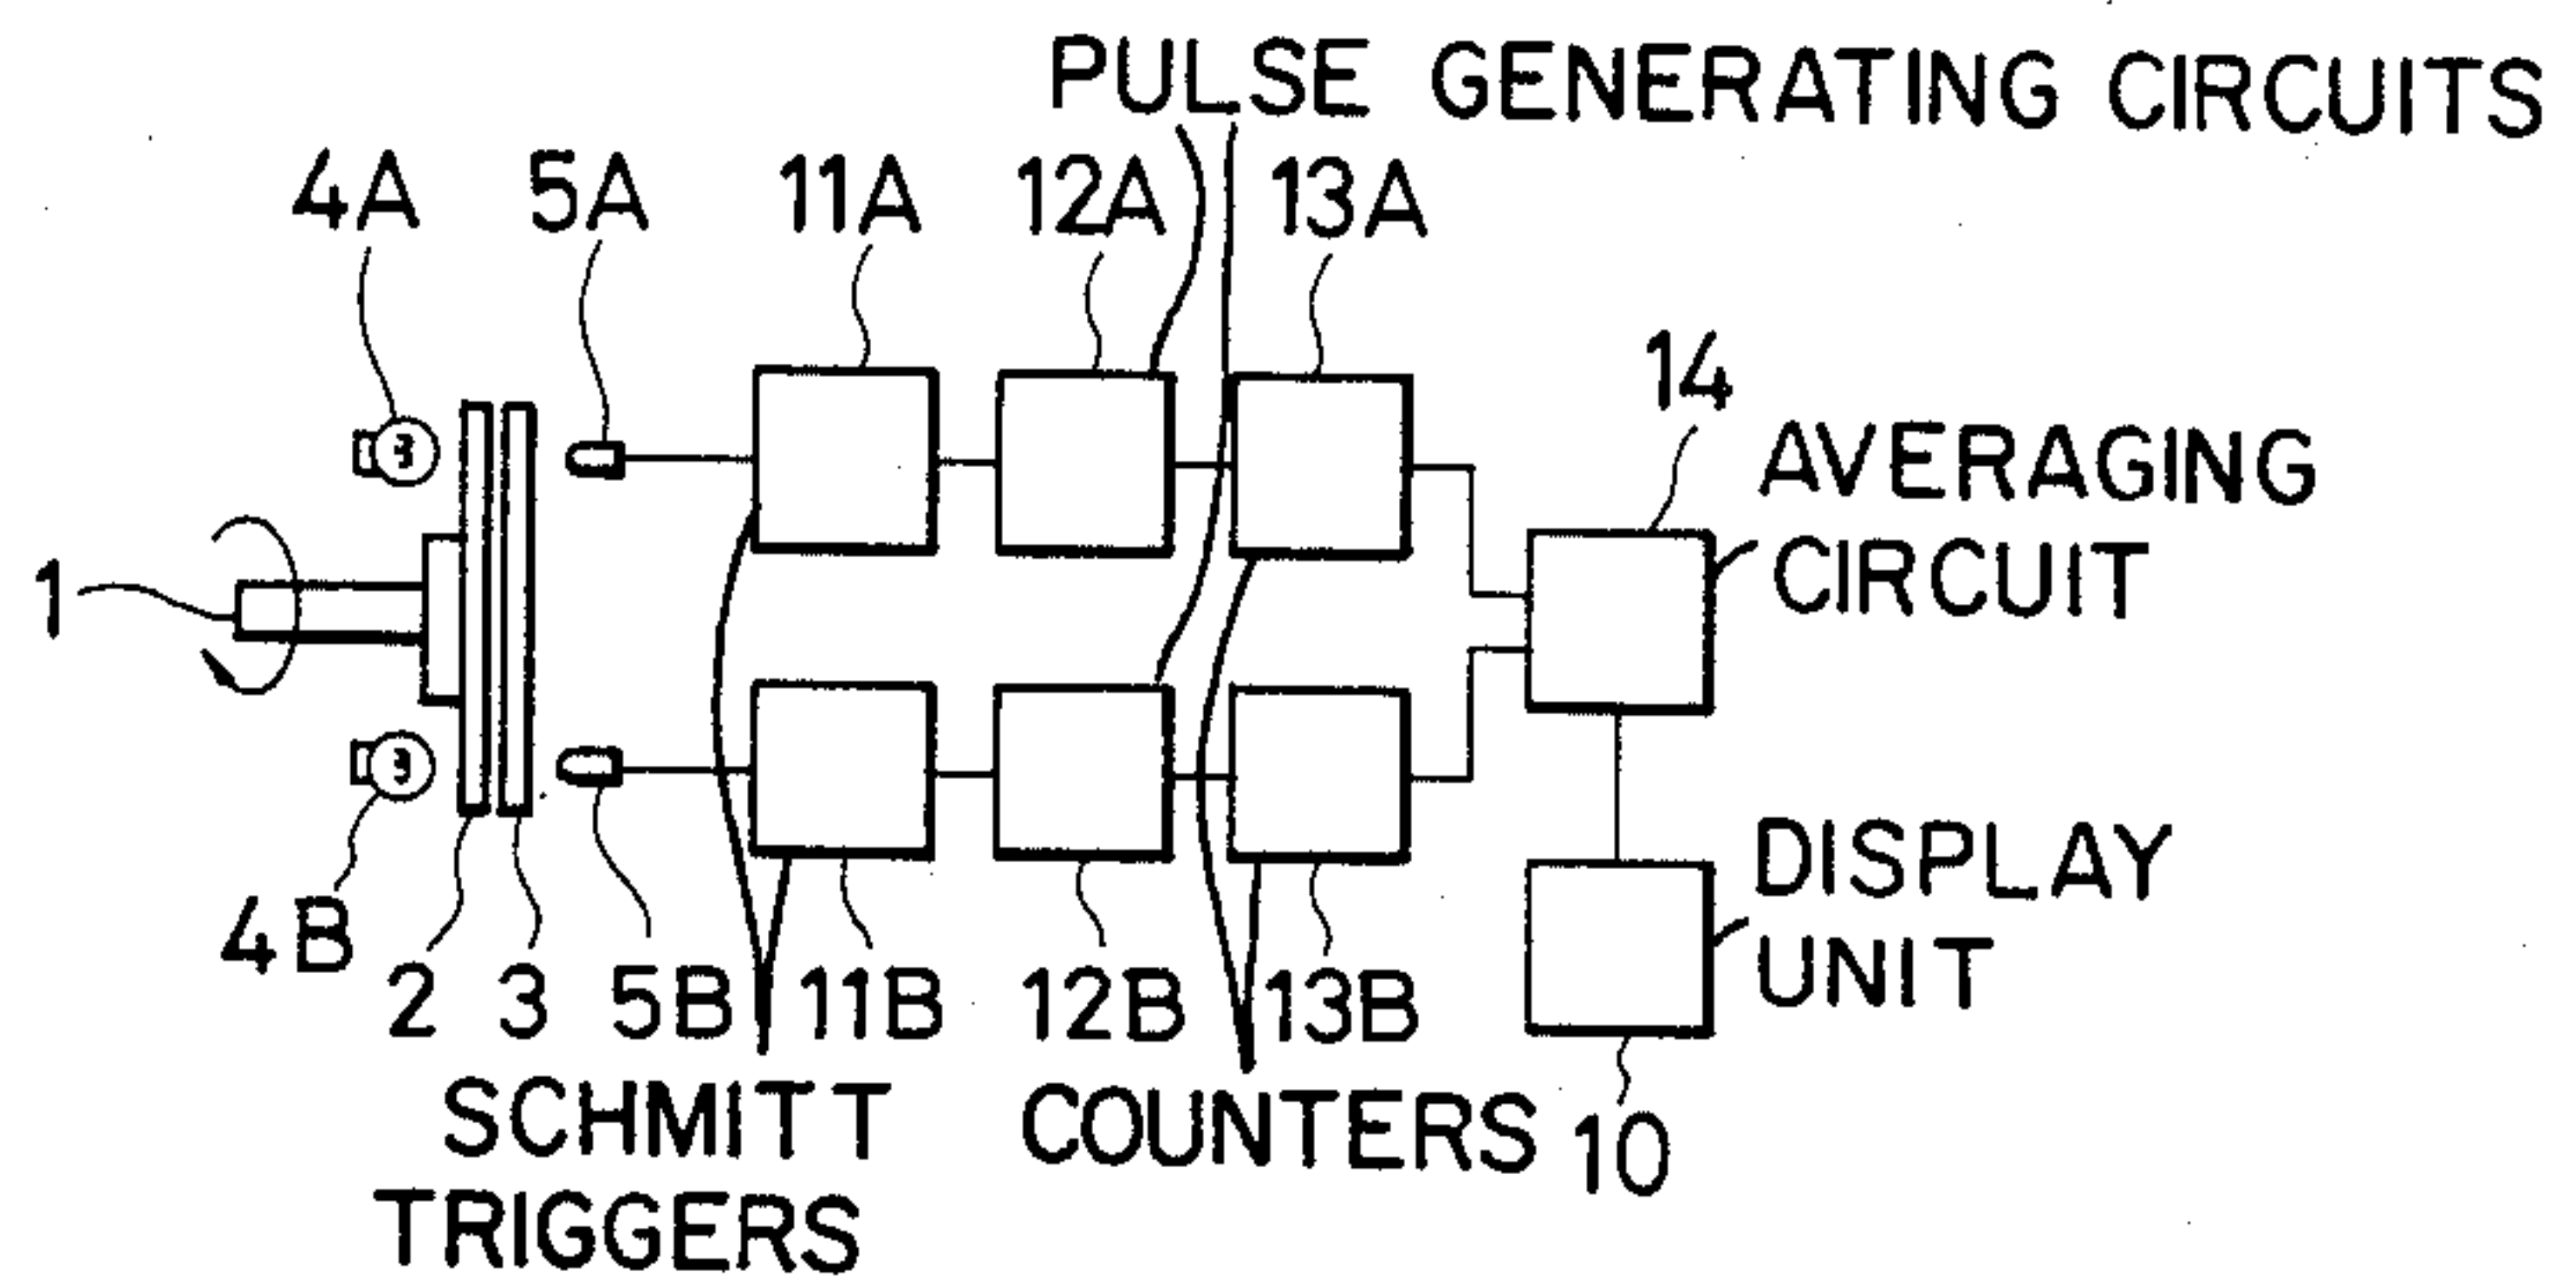 PULSE GENERATING CIRCUITS
4A 5A 11A 12A 13A
14
AVERAGING
CIRCUIT
1
DISPLAY
UNIT
4B
2 3 5B 11B 12B 13B
SCHMITT
TRIGGERS
COUNTERS
10